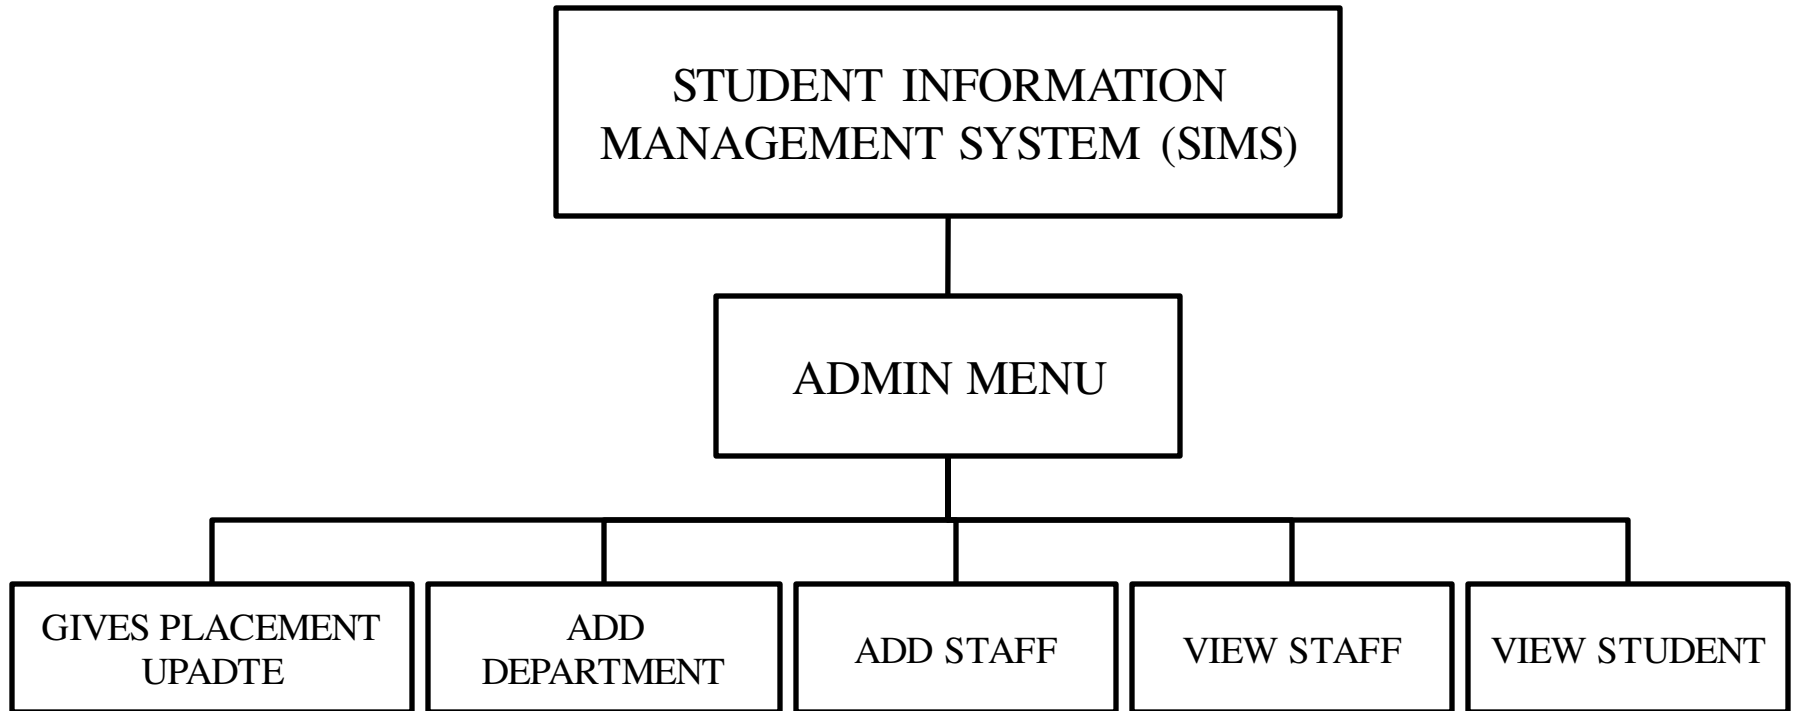 STUDENT INFORMATION
MANAGEMENT SYSTEM (SIMS)
ADMIN MENU
GIVES PLACEMENT
UPADTE
ADD
DEPARTMENT
ADD STAFF
VIEW STAFF
VIEW STUDENT